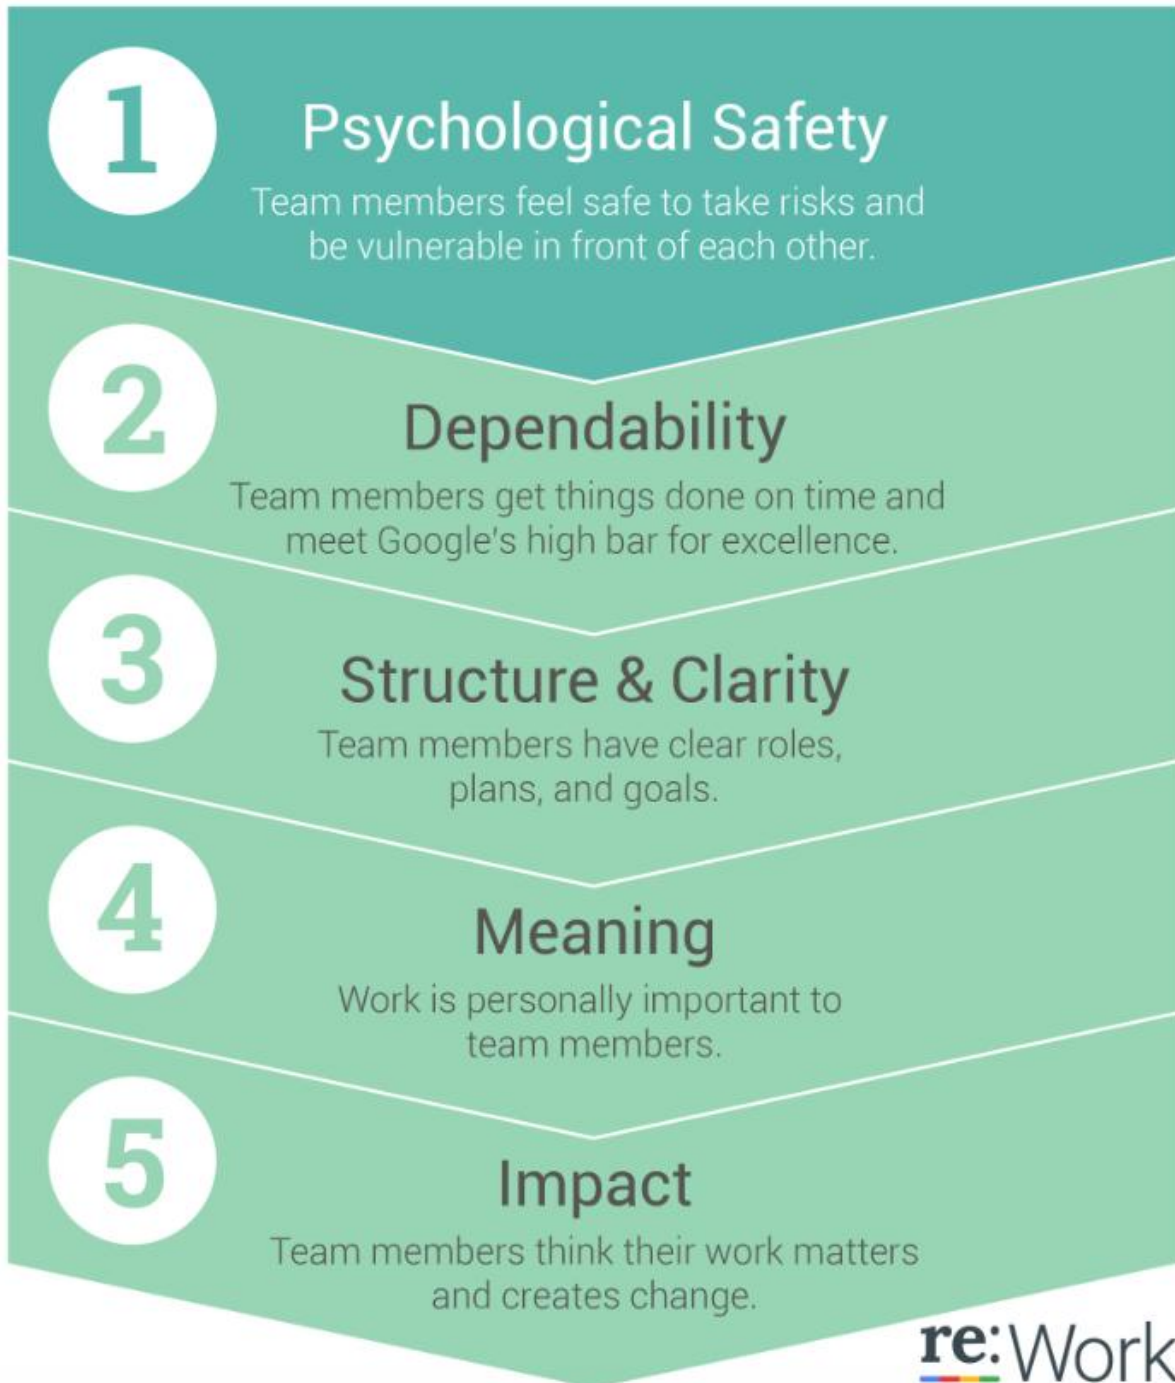 1
Psychological Safety
Team members feel safe to take risks and
be vulnerable in front of each other.
2
Dependability
Team members get things done on time and
meet Google's high bar for excellence.
3
Structure & Clarity
Team members have clear roles,
plans, and goals.
4
Meaning
Work is personally important to
team members.
5
Impact
Team members think their work matters
and creates change.
re:Work